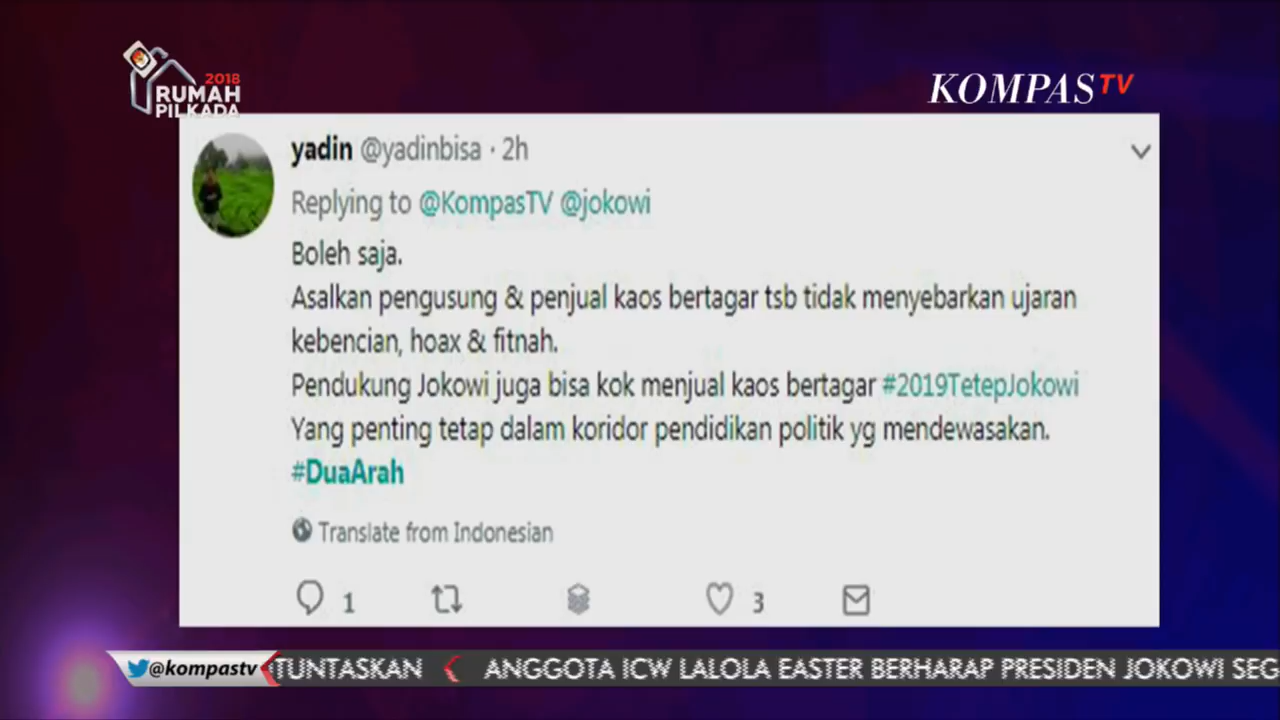 2018
RUMAH
PILKADA
KOMPASTV
yadin @yadinbisa · 2h
Replying to @KompasTV @jokowi
Boleh saja.
Asalkan pengusung & penjual kaos bertagar tsb tidak menyebarkan ujaran
kebencian, hoax & fitnah.
Pendukung Jokowi juga bisa kok menjual kaos bertagar #2019TetepJokowi
Yang penting tetap dalam koridor pendidikan politik yg mendewasakan.
#DuaArah
Translate from Indonesian
1 3
@kompastv TUNTASKAN ANGGOTA ICW LALOLA EASTER BERHARAP PRESIDEN JOKOWI SEG